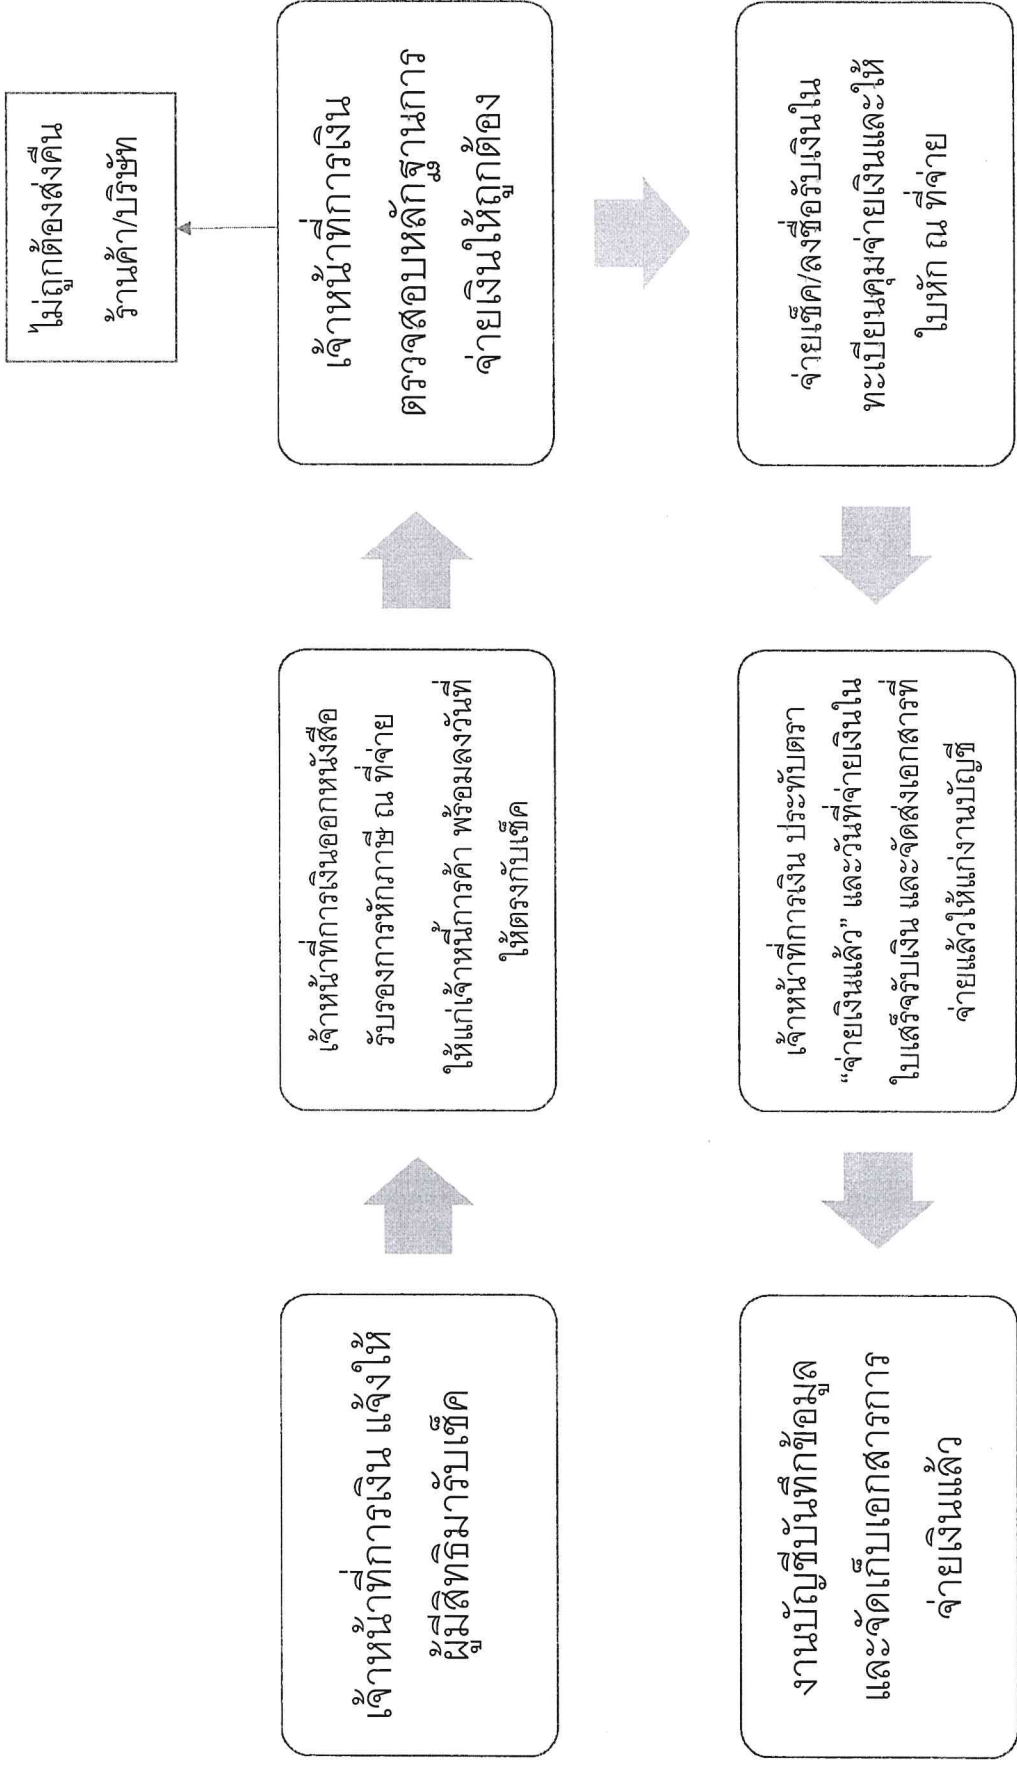 เจ้าหน้าที่การเงิน แจ้งให้
ผู้มีสิทธิมารับเช็ค
เจ้าหน้าที่การเงินออกหนังสือ
รับรองการหักภาษี ณ ที่จ่าย
ให้แก่เจ้าหนี้การค้า พร้อมลงวันที่
ให้ตรงกับเช็ค
เจ้าหน้าที่การเงิน
ตรวจสอบหลักฐานการ
จ่ายเงินให้ถูกต้อง
ไม่ถูกต้องส่งคืน
ร้านค้า/บริษัท
จ่ายเช็ค/ลงชื่อรับเงินใน
ทะเบียนคุมจ่ายเงินและให้
ใบหัก ณ ที่จ่าย
เจ้าหน้าที่การเงิน ประทับตรา
“จ่ายเงินแล้ว” และวันที่จ่ายเงินใน
ใบเสร็จรับเงิน และจัดส่งเอกสารที่
จ่ายแล้วให้แก่งานบัญชี
งานบัญชีบันทึกข้อมูล
และจัดเก็บเอกสารการ
จ่ายเงินแล้ว